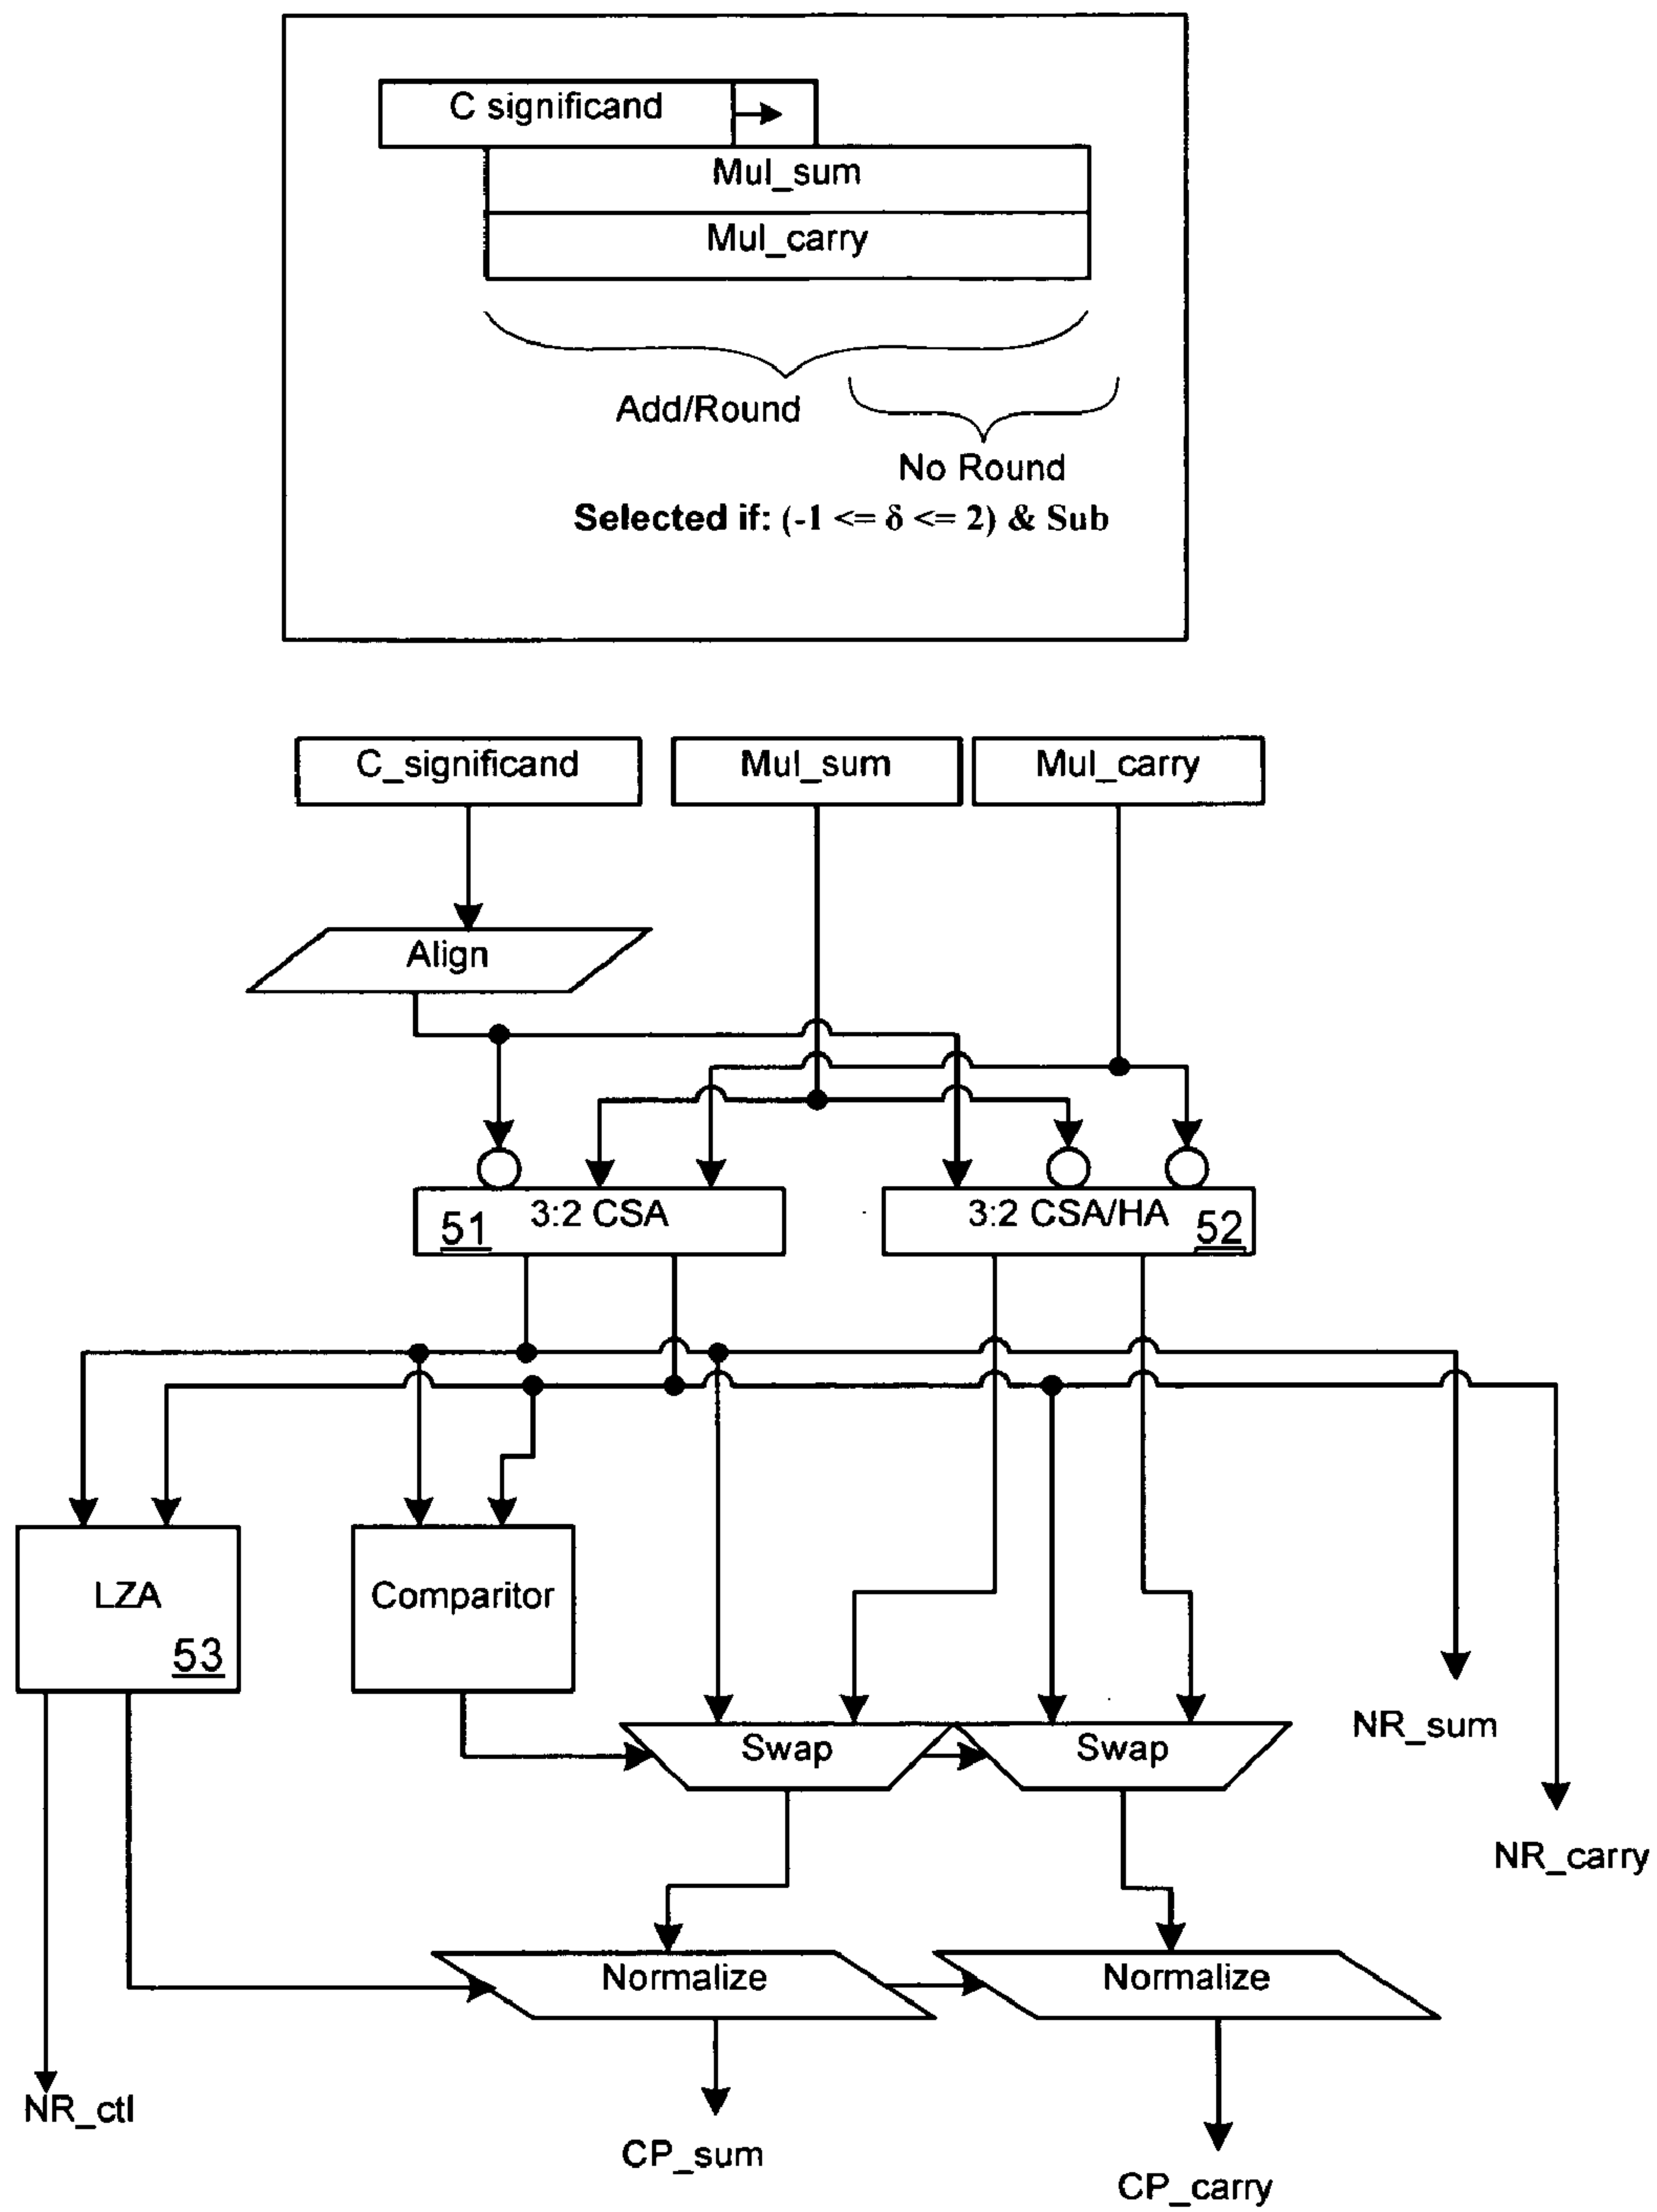 C significand
Mul_sum
Mul_carry
Add/Round
No Round
Selected if: (-1 <= δ <= 2) & Sub
C_significand
Mul_sum
Mul_carry
Align
51 3:2 CSA
3:2 CSA/HA 52
LZA
53
Comparitor
Swap
Swap
NR_sum
NR_carry
Normalize
Normalize
NR_ctl
CP_sum
CP_carry